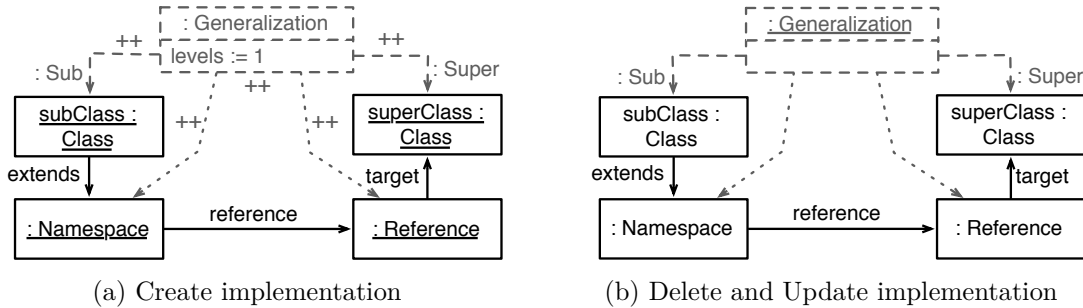 : Generalization
levels := 1
++
++
++
++
++
: Sub
: Super
subClass :
Class
superClass :
Class
extends
target
reference
: Namespace
: Reference
(a) Create implementation
: Generalization
: Sub
: Super
subClass :
Class
superClass :
Class
extends
target
reference
: Namespace
: Reference
(b) Delete and Update implementation